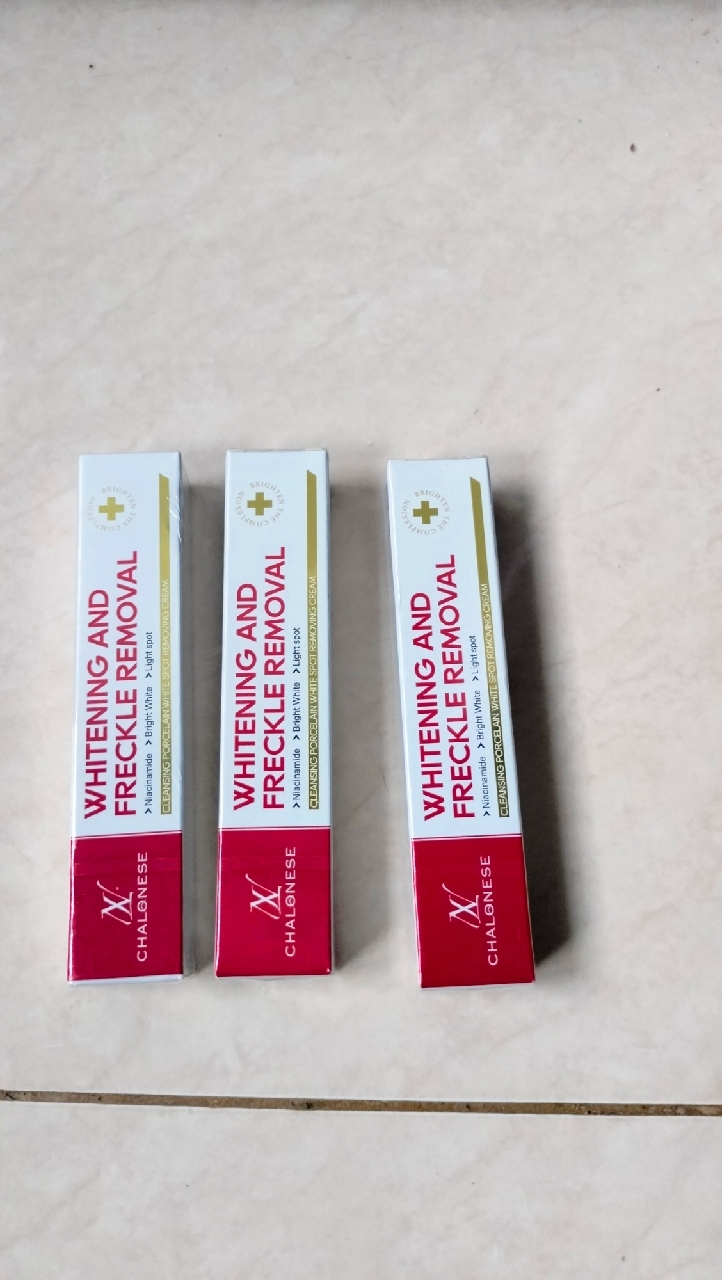 BRIGHTEN THE COMPLEXION
WHITENING AND
FRECKLE REMOVAL
> Niacinamide > Bright White > Light spot
CLEANSING PORCELAIN WHITE SPOT REMOVING CREAM
CHALONESE
BRIGHTEN THE COMPLEXION
WHITENING AND
FRECKLE REMOVAL
> Niacinamide > Bright White > Light spot
CLEANSING PORCELAIN WHITE SPOT REMOVING CREAM
CHALONESE
BRIGHTEN THE COMPLEXION
WHITENING AND
FRECKLE REMOVAL
> Niacinamide > Bright White > Light spot
CLEANSING PORCELAIN WHITE SPOT REMOVING CREAM
CHALONESE